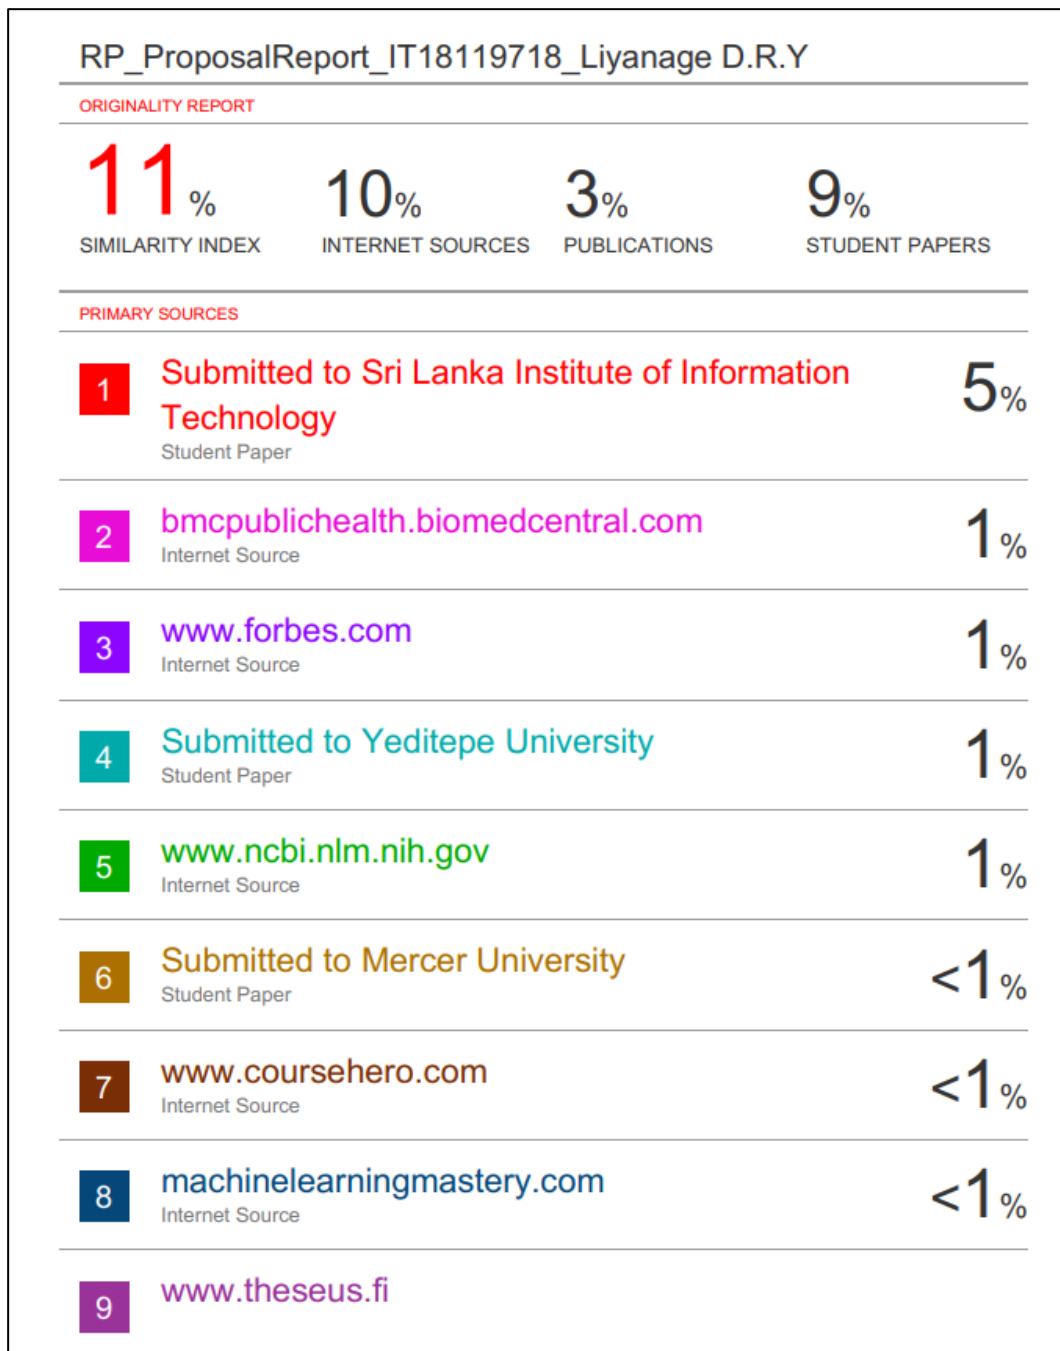 RP_ProposalReport_IT18119718_Liyanage D.R.Y
ORIGINALITY REPORT
11% 10% 3% 9%
SIMILARITY INDEX INTERNET SOURCES PUBLICATIONS STUDENT PAPERS
PRIMARY SOURCES
1 Submitted to Sri Lanka Institute of Information 5%
Technology
Student Paper
2 bmcpublichealth.biomedcentral.com 1%
Internet Source
3 www.forbes.com 1%
Internet Source
4 Submitted to Yeditepe University 1%
Student Paper
5 www.ncbi.nlm.nih.gov 1%
Internet Source
6 Submitted to Mercer University <1%
Student Paper
7 www.coursehero.com <1%
Internet Source
8 machinelearningmastery.com <1%
Internet Source
9 www.theseus.fi